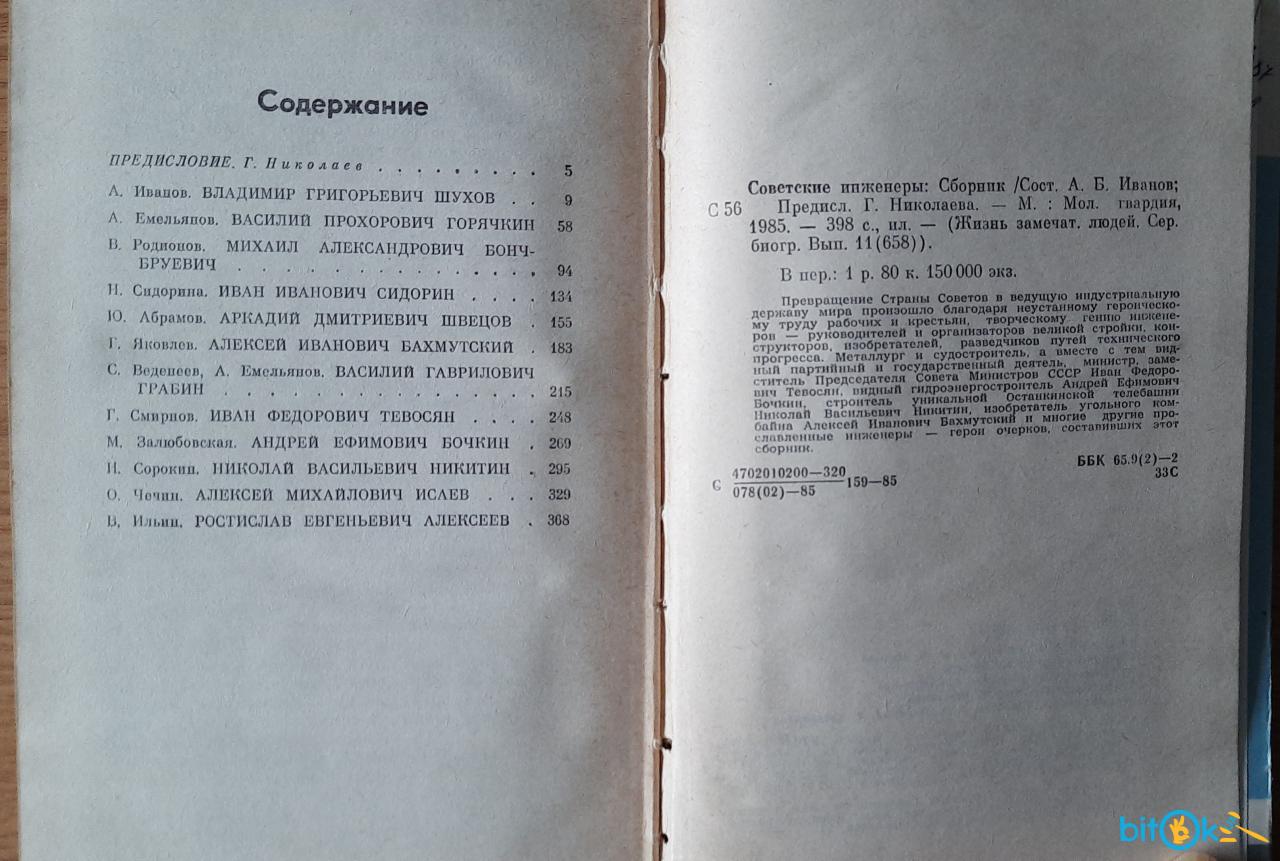 Содержание
ПРЕДИСЛОВИЕ. Г. Николаев . . . . . . . . . 5
А. Иванов. ВЛАДИМИР ГРИГОРЬЕВИЧ ШУХОВ . . 9
А. Емельянов. ВАСИЛИЙ ПРОХОРОВИЧ ГОРЯЧКИН 58
В. Родионов. МИХАИЛ АЛЕКСАНДРОВИЧ БОНЧ-
БРУЕВИЧ . . . . . . . . . . . . . 94
Н. Сидорина. ИВАН ИВАНОВИЧ СИДОРИН . . . . 134
Ю. Абрамов. АРКАДИЙ ДМИТРИЕВИЧ ШВЕЦОВ . 155
Г. Яковлев. АЛЕКСЕЙ ИВАНОВИЧ БАХМУТСКИЙ . 183
С. Веденеев, А. Емельянов. ВАСИЛИЙ ГАВРИЛОВИЧ
ГРАБИН . . . . . . . . . . . . . . 215
Г. Смирнов. ИВАН ФЕДОРОВИЧ ТЕВОСЯН . . . . 248
М. Залюбовская. АНДРЕЙ ЕФИМОВИЧ БОЧКИН . 269
Н. Сорокин. НИКОЛАЙ ВАСИЛЬЕВИЧ НИКИТИН . 295
О. Чечин. АЛЕКСЕЙ МИХАЙЛОВИЧ ИСАЕВ . . . 329
В. Ильин. РОСТИСЛАВ ЕВГЕНЬЕВИЧ АЛЕКСЕЕВ . 368
Советские инженеры: Сборник /Сост. А. Б. Иванов;
С 56 Предисл. Г. Николаева. — М. : Мол. гвардия,
1985. — 398 с., ил. — (Жизнь замечат. людей. Сер.
биогр. Вып. 11(658)).
В пер.: 1 р. 80 к. 150 000 экз.
Превращение Страны Советов в ведущую индустриальную
державу мира произошло благодаря неустанному героическо-
му труду рабочих и крестьян, творческому гению инжене-
ров — руководителей и организаторов великой стройки, кон-
структоров, изобретателей, разведчиков путей технического
прогресса. Металлург и судостроитель, а вместе с тем вид-
ный партийный и государственный деятель, министр, заме-
ститель Председателя Совета Министров СССР Иван Федоро-
вич Тевосян, видный гидроэнергостроитель Андрей Ефимович
Бочкин, строитель уникальной Останкинской телебашни
Николай Васильевич Никитин, изобретатель угольного ком-
байна Алексей Иванович Бахмутский и многие другие про-
славленные инженеры — герои очерков, составивших этот
сборник.
С 4702010200—320 159—85
078(02)—85
ББК 65.9(2)—2
33С
bitok